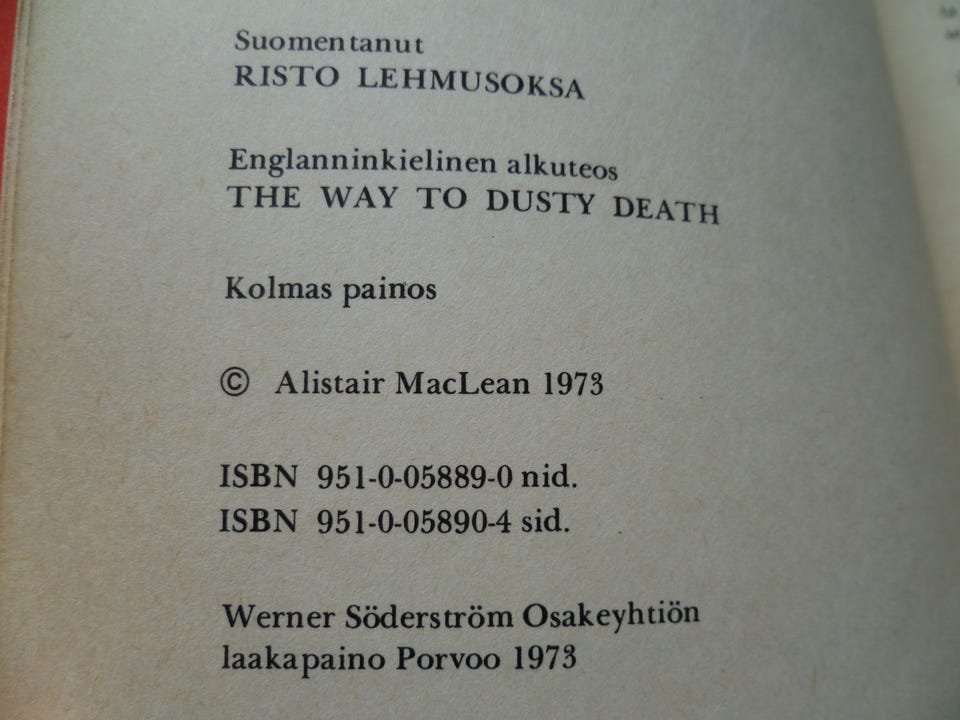 Suomentanut
RISTO LEHMUSOKSA
Englanninkielinen alkuteos
THE WAY TO DUSTY DEATH
Kolmas painos
© Alistair MacLean 1973
ISBN 951-0-05889-0 nid.
ISBN 951-0-05890-4 sid.
Werner Söderström Osakeyhtiön
laakapaino Porvoo 1973